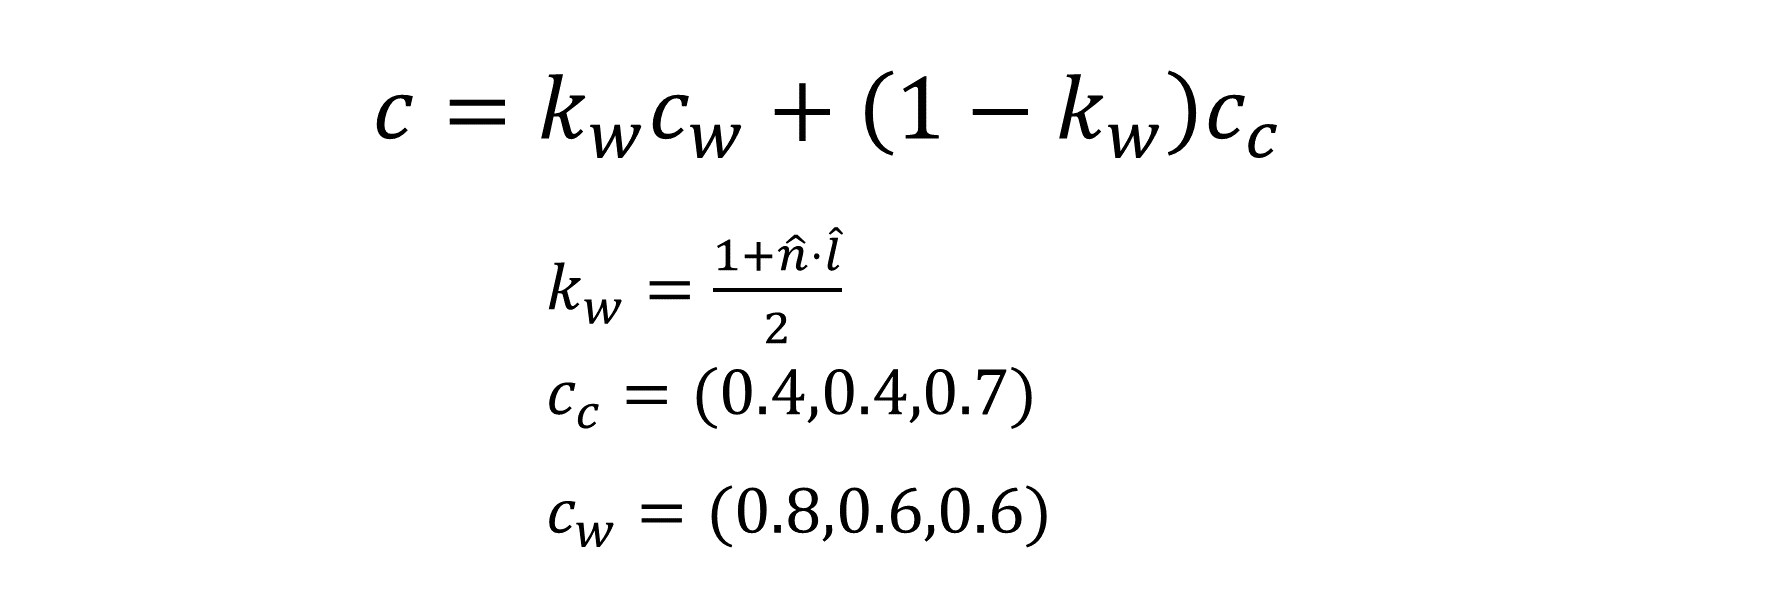 c = k_w c_w + (1 − k_w)c_c
k_w = \frac{1+n̂·l̂}{2}
c_c = (0.4,0.4,0.7)
c_w = (0.8,0.6,0.6)